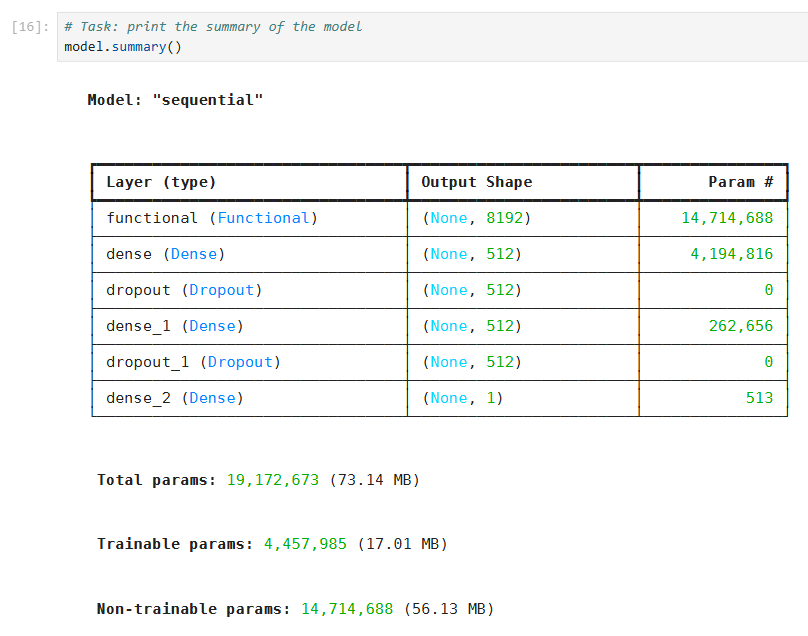 [16]: # Task: print the summary of the model
model.summary()
Model: "sequential"
Layer (type) Output Shape Param #
functional (Functional) (None, 8192) 14,714,688
dense (Dense) (None, 512) 4,194,816
dropout (Dropout) (None, 512) 0
dense_1 (Dense) (None, 512) 262,656
dropout_1 (Dropout) (None, 512) 0
dense_2 (Dense) (None, 1) 513
Total params: 19,172,673 (73.14 MB)
Trainable params: 4,457,985 (17.01 MB)
Non-trainable params: 14,714,688 (56.13 MB)